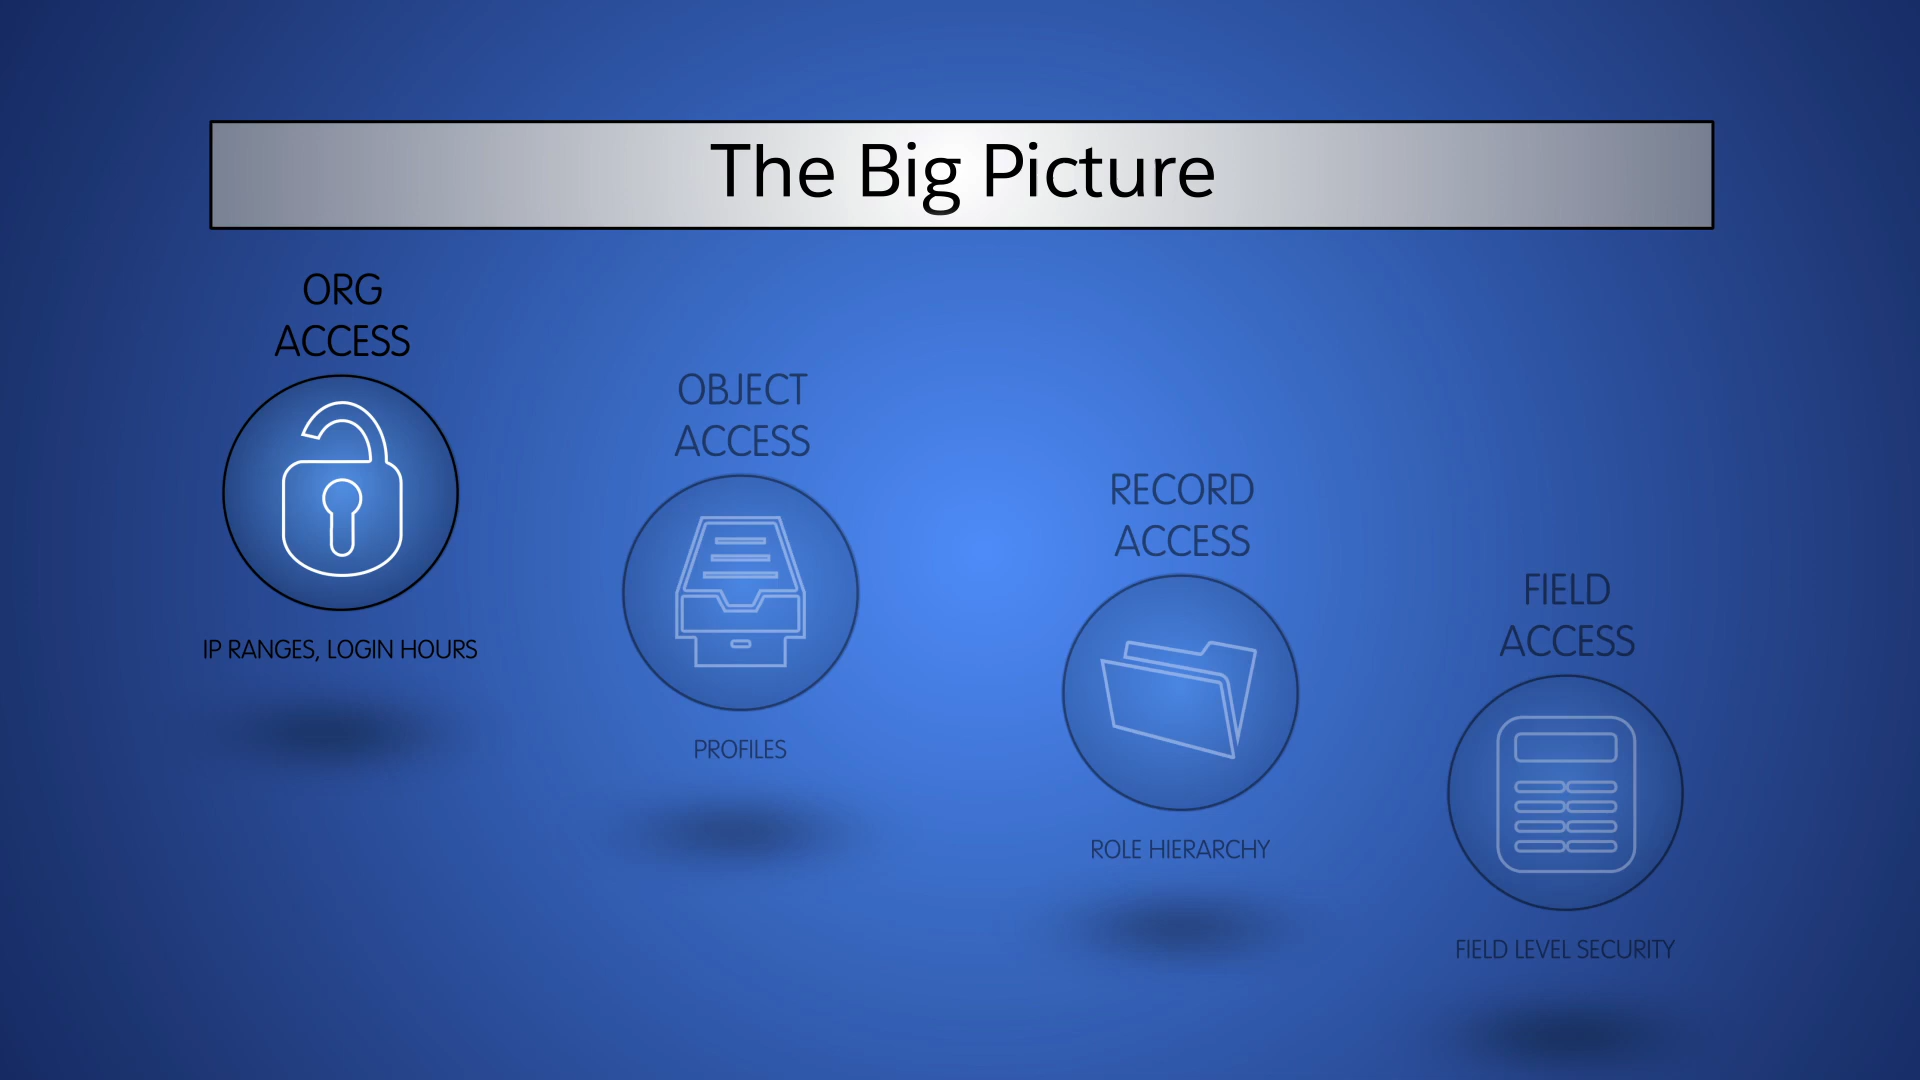 The Big Picture
ORG
ACCESS
IP RANGES, LOGIN HOURS
OBJECT
ACCESS
PROFILES
RECORD
ACCESS
ROLE HIERARCHY
FIELD
ACCESS
FIELD LEVEL SECURITY